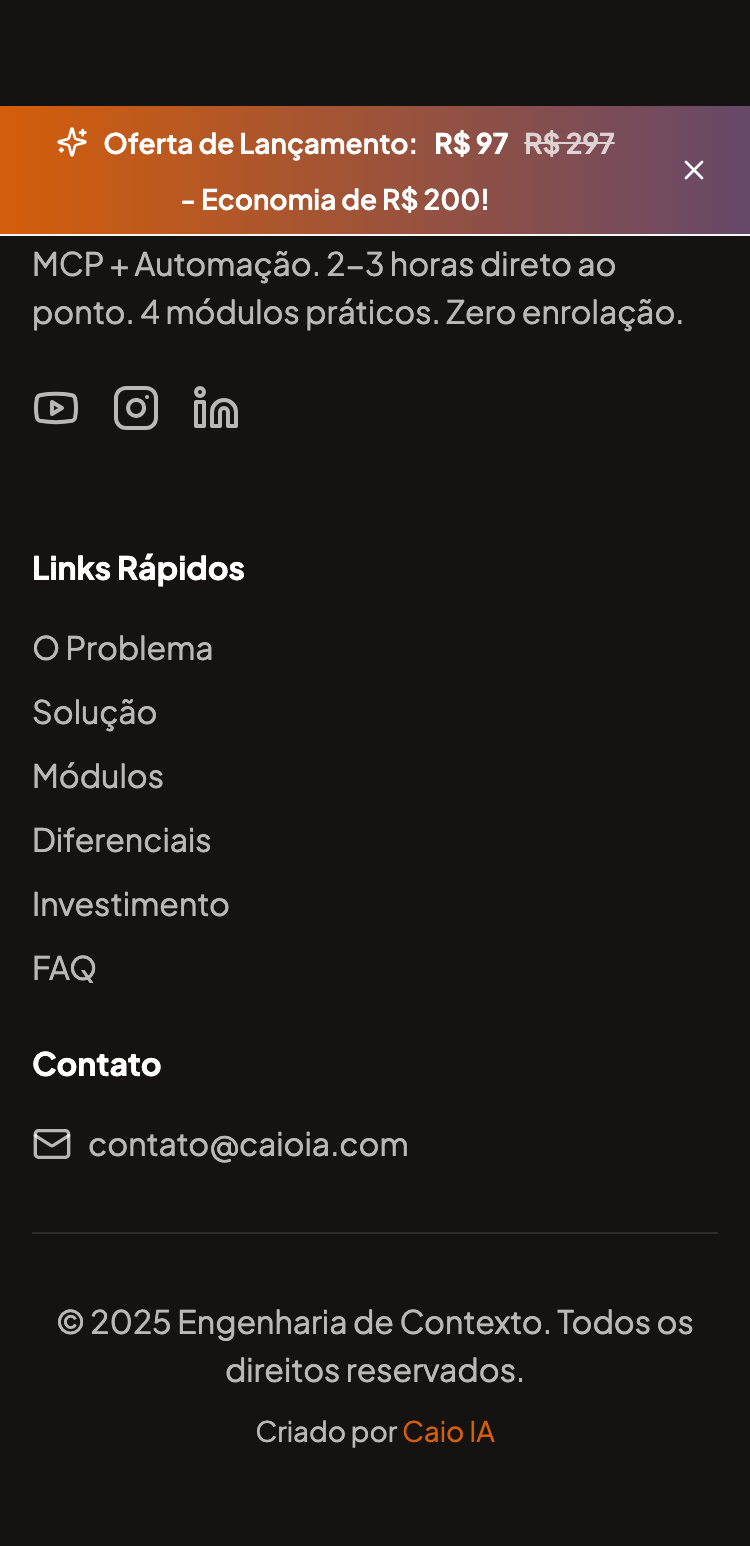 Oferta de Lançamento: R$ 97 R$ 297
- Economia de R$ 200!
MCP + Automação. 2–3 horas direto ao
ponto. 4 módulos práticos. Zero enrolação.
Links Rápidos
O Problema
Solução
Módulos
Diferenciais
Investimento
FAQ
Contato
contato@caioia.com
© 2025 Engenharia de Contexto. Todos os
direitos reservados.
Criado por Caio IA